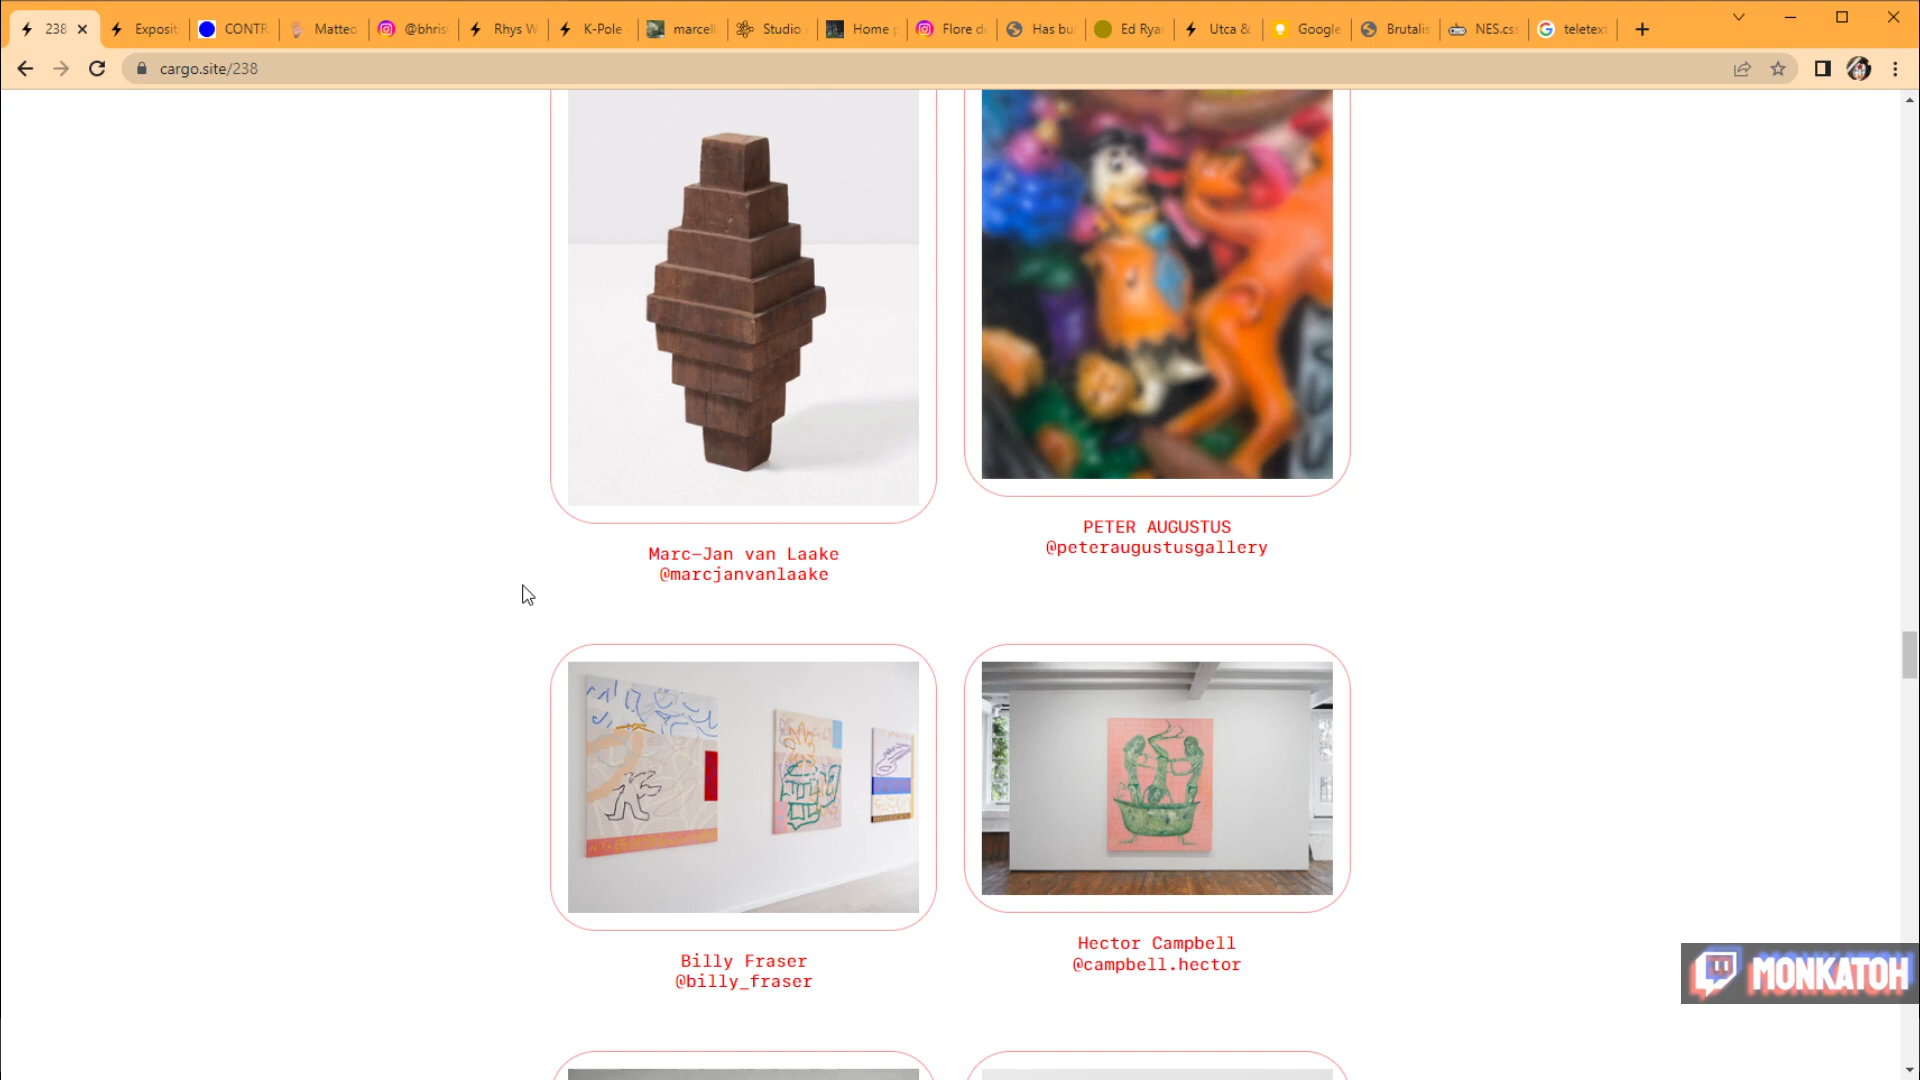 238
Exposit
CONTR
Matteo
@bhris
Rhys W
K-Pole
marcell
Studio
Home p
Flore d
Has bu
Ed Rya
Utca &
Google
Brutalis
NES.css
teletext
cargo.site/238
Marc-Jan van Laake
@marcjanvanlaake
PETER AUGUSTUS
@peteraugustusgallery
Billy Fraser
@billy_fraser
Hector Campbell
@campbell.hector
MONKATOH